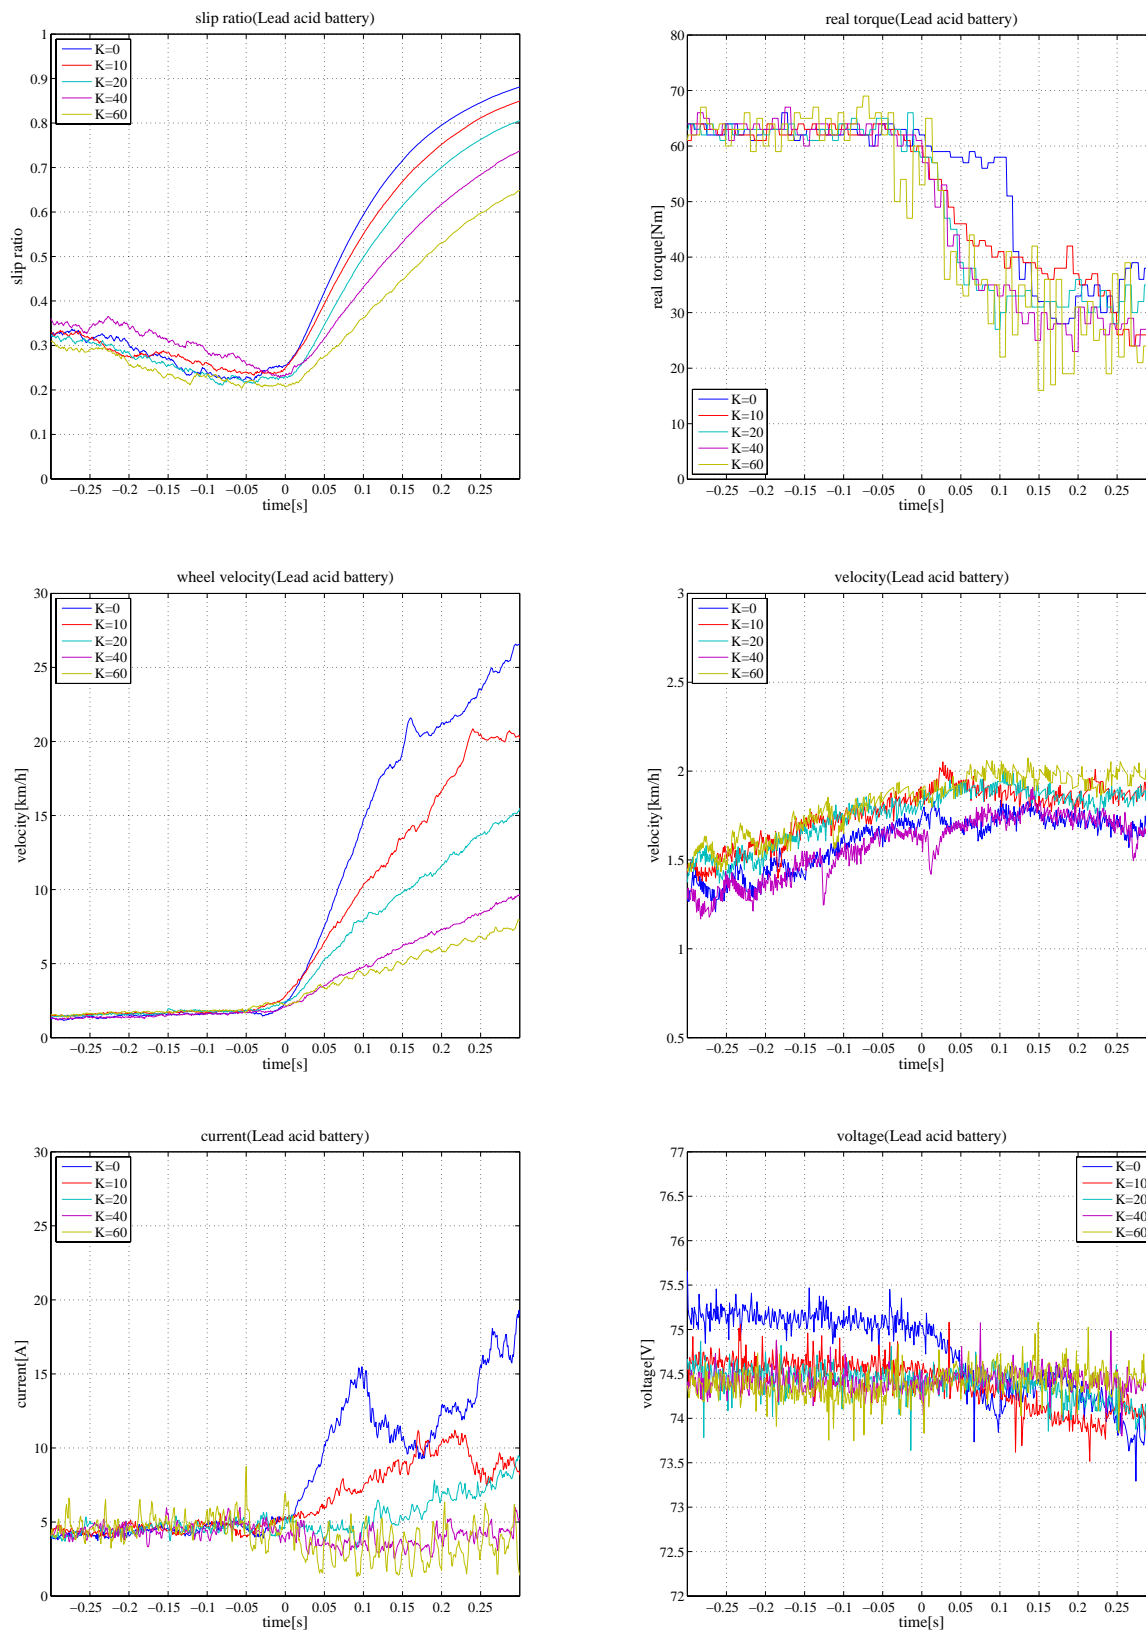 slip ratio(Lead acid battery)
1
0.9
0.8
0.7
0.6
0.5
0.4
0.3
0.2
0.1
0
slip ratio
K=0
K=10
K=20
K=40
K=60
−0.25 −0.2 −0.15 −0.1 −0.05 0 0.05 0.1 0.15 0.2 0.25
time[s]
real torque(Lead acid battery)
80
70
60
50
40
30
20
10
0
real torque[Nm]
K=0
K=10
K=20
K=40
K=60
−0.25 −0.2 −0.15 −0.1 −0.05 0 0.05 0.1 0.15 0.2 0.25
time[s]
wheel velocity(Lead acid battery)
30
25
20
15
10
5
0
velocity[km/h]
K=0
K=10
K=20
K=40
K=60
−0.25 −0.2 −0.15 −0.1 −0.05 0 0.05 0.1 0.15 0.2 0.25
time[s]
velocity(Lead acid battery)
3
2.5
2
1.5
1
0.5
velocity[km/h]
K=0
K=10
K=20
K=40
K=60
−0.25 −0.2 −0.15 −0.1 −0.05 0 0.05 0.1 0.15 0.2 0.25
time[s]
current(Lead acid battery)
30
25
20
15
10
5
0
current[A]
K=0
K=10
K=20
K=40
K=60
−0.25 −0.2 −0.15 −0.1 −0.05 0 0.05 0.1 0.15 0.2 0.25
time[s]
voltage(Lead acid battery)
77
76.5
76
75.5
75
74.5
74
73.5
73
72.5
72
voltage[V]
K=0
K=10
K=20
K=40
K=60
−0.25 −0.2 −0.15 −0.1 −0.05 0 0.05 0.1 0.15 0.2 0.25
time[s]